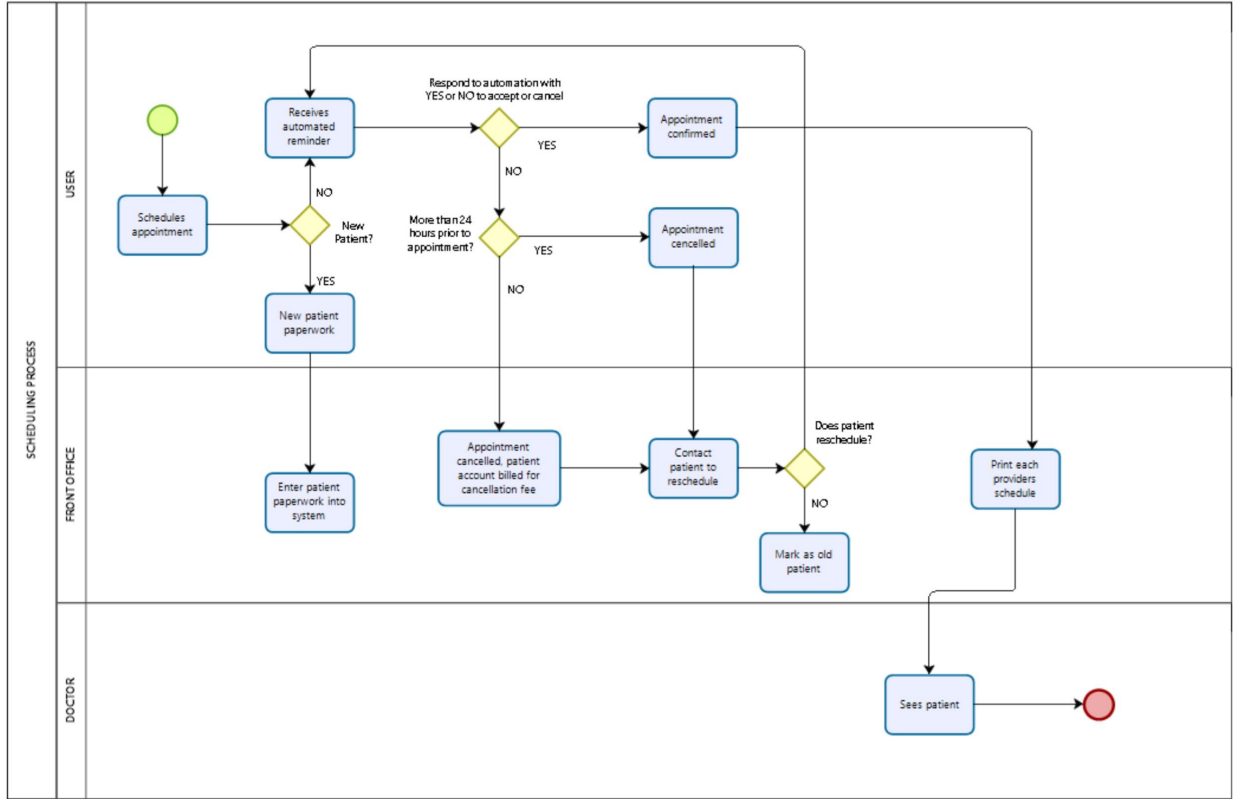 SCHEDULING PROCESS
USER
Schedules
appointment
New
Patient?
NO
YES
Receives
automated
reminder
New patient
paperwork
Respond to automation with
YES or NO to accept or cancel
YES
NO
Appointment
confirmed
More than 24
hours prior to
appointment?
YES
NO
Appointment
cencelled
FRONT OFFICE
Enter patient
paperwork into
system
Appointment
cancelled, patient
account billed for
cancellation fee
Contact
patient to
reschedule
Does patient
reschedule?
NO
Mark as old
patient
Print each
providers
schedule
DOCTOR
Sees patient